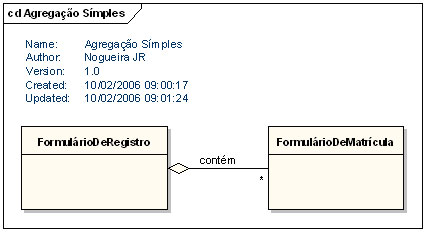 cd Agregação Símples
Name: Agregação Símples
Author: Nogueira JR
Version: 1.0
Created: 10/02/2006 09:00:17
Updated: 10/02/2006 09:01:24
FormulárioDeRegistro
FormulárioDeMatrícula
contém
*